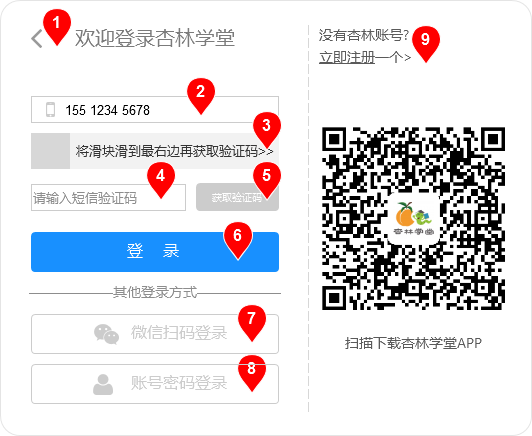 1
欢迎登录杏林学堂
2
155 1234 5678
3
将滑块滑到最右边再获取验证码>>
4
请输入短信验证码
5
获取验证码
6
登 录
其他登录方式
7
微信扫码登录
8
账号密码登录
没有杏林账号?
9
立即注册一个>
杏林学堂
扫描下载杏林学堂APP